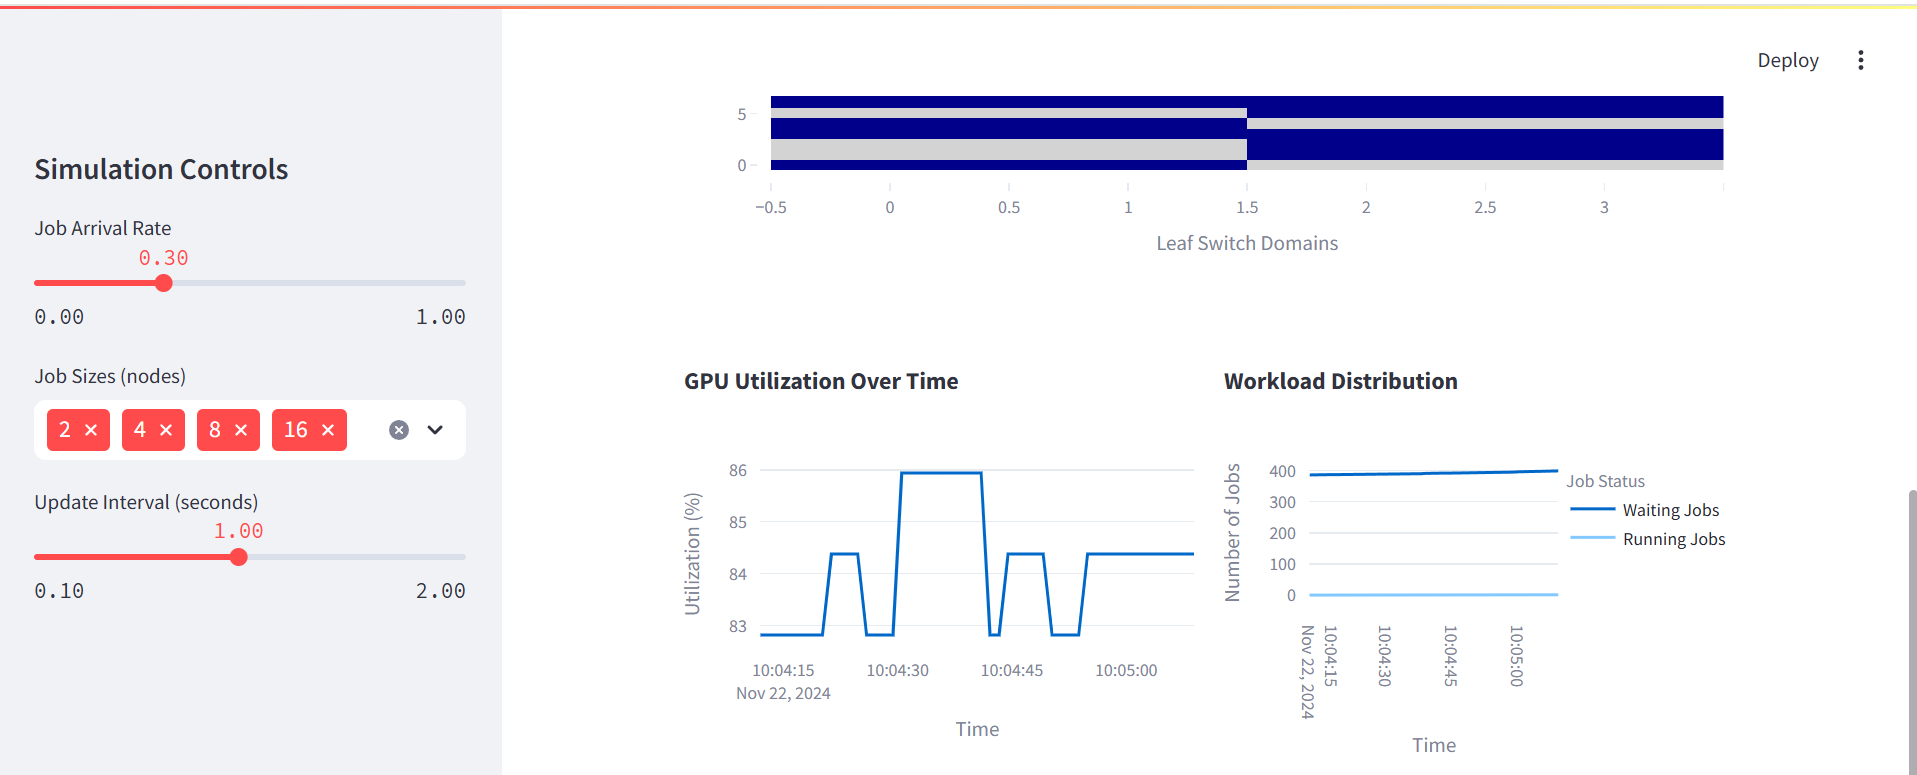 Deploy
Simulation Controls
Job Arrival Rate
0.30
0.00 1.00
Job Sizes (nodes)
2 4 8 16
Update Interval (seconds)
1.00
0.10 2.00
5
0
−0.5 0 0.5 1 1.5 2 2.5 3
Leaf Switch Domains
GPU Utilization Over Time
86
85
84
83
Utilization (%)
10:04:15 10:04:30 10:04:45 10:05:00
Nov 22, 2024
Time
Workload Distribution
400
300
200
100
0
Number of Jobs
10:04:15
Nov 22, 2024
10:04:30
10:04:45
10:05:00
Time
Job Status
Waiting Jobs
Running Jobs